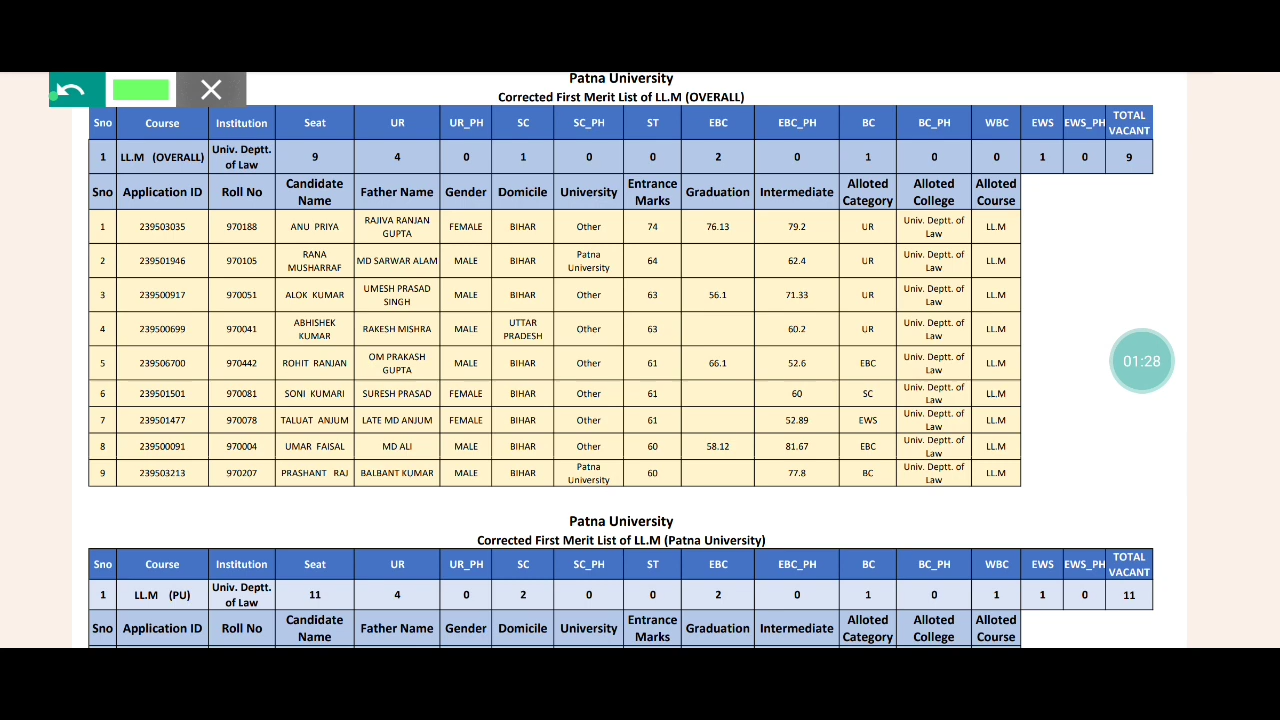 Patna University
Corrected First Merit List of LL.M (OVERALL)
Sno Course Institution Seat UR UR_PH SC SC_PH ST EBC EBC_PH BC BC_PH WBC EWS EWS_PH TOTAL VACANT
1 LL.M (OVERALL) Univ. Deptt. of Law 9 4 0 1 0 0 2 0 1 0 0 1 0 9
Sno Application ID Roll No Candidate Name Father Name Gender Domicile University Entrance Marks Graduation Intermediate Alloted Category Alloted College Alloted Course
1 239503035 970188 ANU PRIYA RAJIVA RANJAN GUPTA FEMALE BIHAR Other 74 76.13 79.2 UR Univ. Deptt. of Law LL.M
2 239501946 970105 RANA MUSHARRAF MD SARWAR ALAM MALE BIHAR Patna University 64 62.4 UR Univ. Deptt. of Law LL.M
3 239500917 970051 ALOK KUMAR UMESH PRASAD SINGH MALE BIHAR Other 63 56.1 71.33 UR Univ. Deptt. of Law LL.M
4 239500699 970041 ABHISHEK KUMAR RAKESH MISHRA MALE UTTAR PRADESH Other 63 60.2 UR Univ. Deptt. of Law LL.M
5 239506700 970442 ROHIT RANJAN OM PRAKASH GUPTA MALE BIHAR Other 61 66.1 52.6 EBC Univ. Deptt. of Law LL.M
6 239501501 970081 SONI KUMARI SURESH PRASAD FEMALE BIHAR Other 61 60 SC Univ. Deptt. of Law LL.M
7 239501477 970078 TALUAT ANJUM LATE MD ANJUM FEMALE BIHAR Other 61 52.89 EWS Univ. Deptt. of Law LL.M
8 239500091 970004 UMAR FAISAL MD ALI MALE BIHAR Other 60 58.12 81.67 EBC Univ. Deptt. of Law LL.M
9 239503213 970207 PRASHANT RAJ BALBANT KUMAR MALE BIHAR Patna University 60 77.8 BC Univ. Deptt. of Law LL.M
01:28
Patna University
Corrected First Merit List of LL.M (Patna University)
Sno Course Institution Seat UR UR_PH SC SC_PH ST EBC EBC_PH BC BC_PH WBC EWS EWS_PH TOTAL VACANT
1 LL.M (PU) Univ. Deptt. of Law 11 4 0 2 0 0 2 0 1 0 1 1 0 11
Sno Application ID Roll No Candidate Name Father Name Gender Domicile University Entrance Marks Graduation Intermediate Alloted Category Alloted College Alloted Course